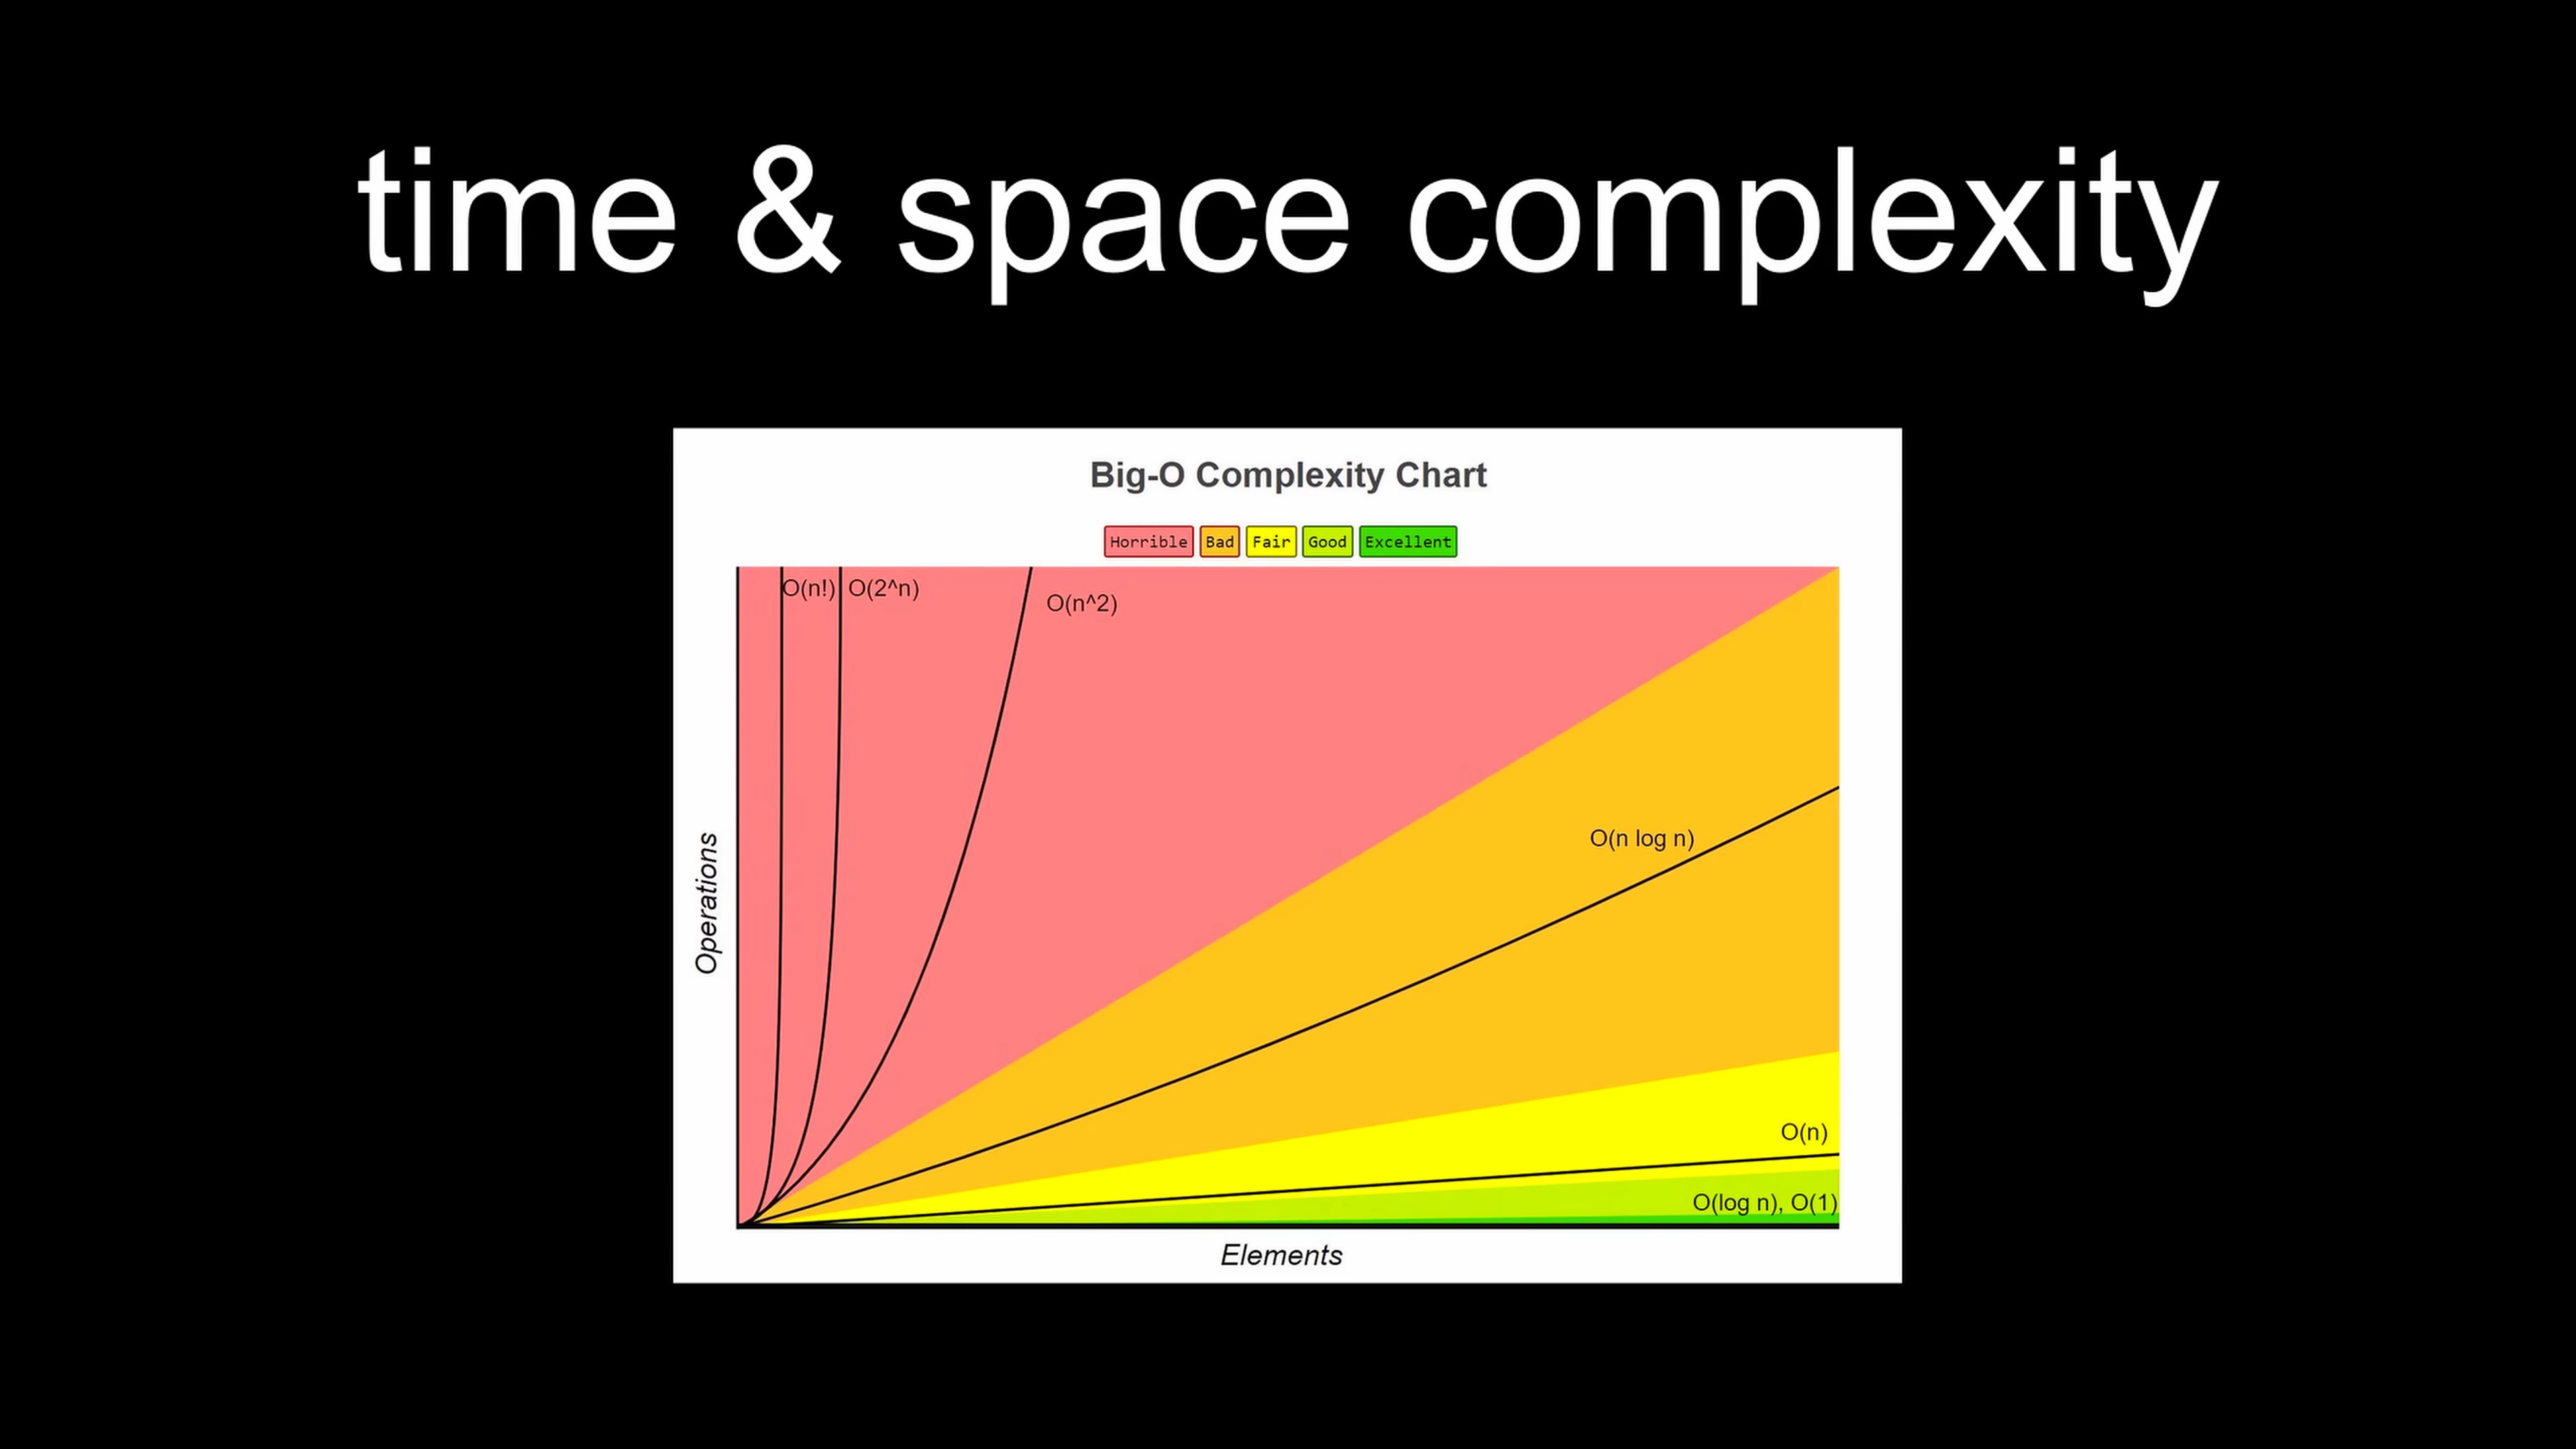 time & space complexity
Big-O Complexity Chart
Horrible Bad Fair Good Excellent
O(n!) O(2^n)
O(n^2)
O(n log n)
O(n)
O(log n), O(1)
Operations
Elements